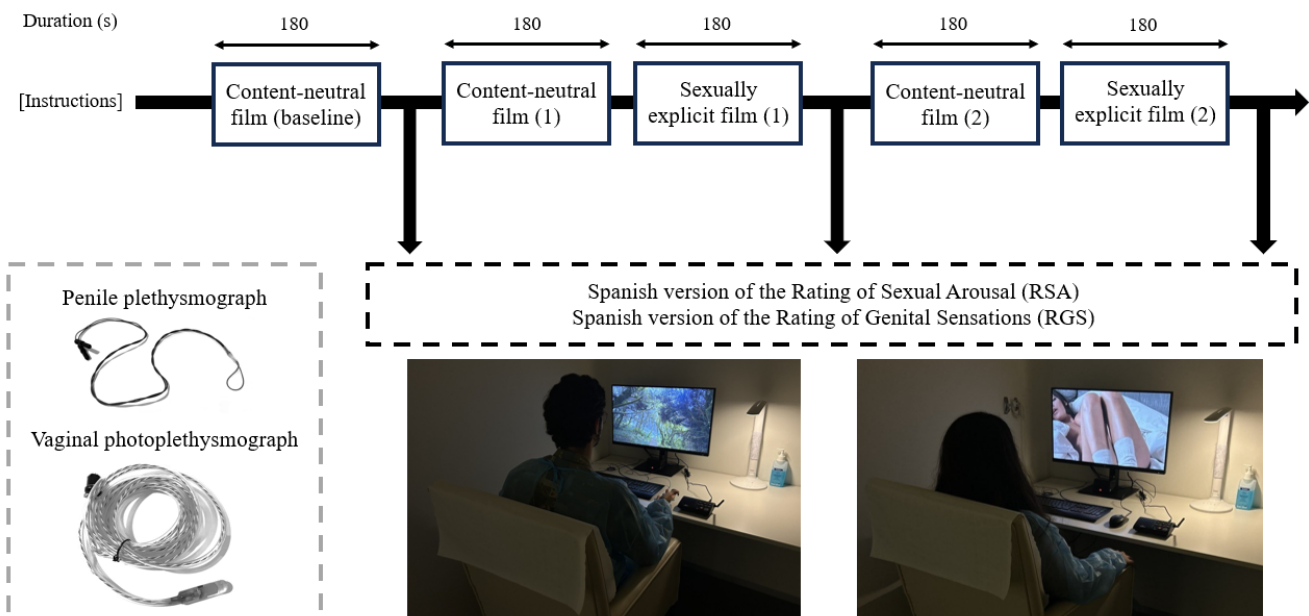 Duration (s)
180
180
180
180
180
[Instructions]
Content-neutral
film (baseline)
Content-neutral
film (1)
Sexually
explicit film (1)
Content-neutral
film (2)
Sexually
explicit film (2)
Penile plethysmograph
Vaginal photoplethysmograph
Spanish version of the Rating of Sexual Arousal (RSA)
Spanish version of the Rating of Genital Sensations (RGS)